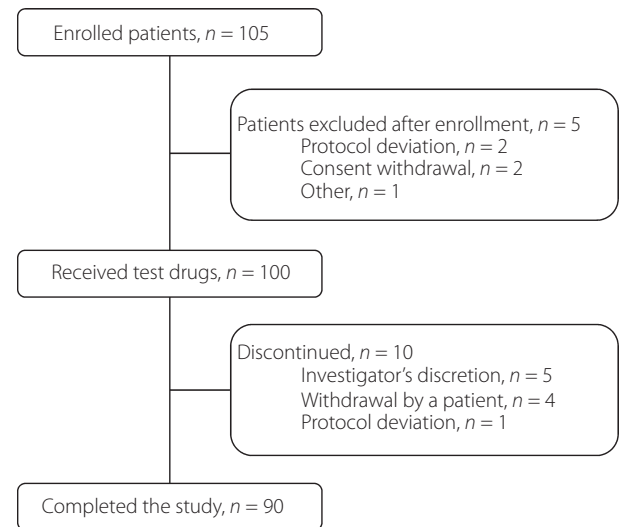 Enrolled patients, n = 105
Patients excluded after enrollment, n = 5
Protocol deviation, n = 2
Consent withdrawal, n = 2
Other, n = 1
Received test drugs, n = 100
Discontinued, n = 10
Investigator’s discretion, n = 5
Withdrawal by a patient, n = 4
Protocol deviation, n = 1
Completed the study, n = 90